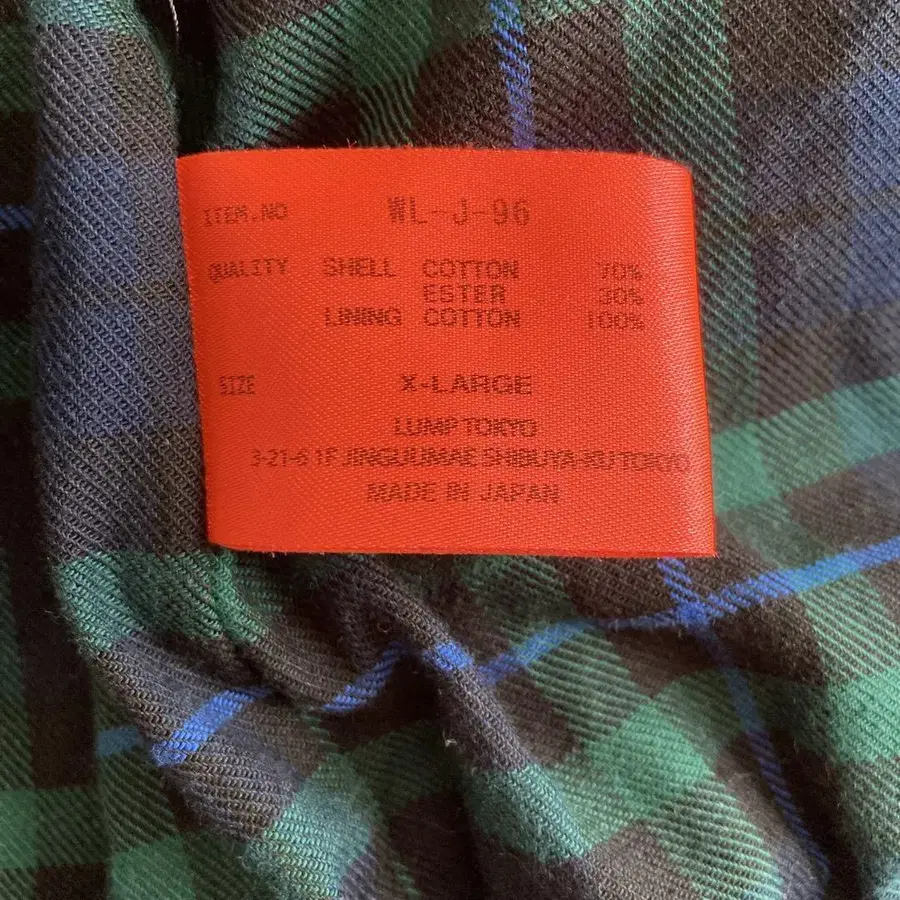 ITEM.NO WL-J-96
QUALITY SHELL COTTON 70%
ESTER 30%
LINING COTTON 100%
SIZE X-LARGE
LUMP TOKYO
3-21-6 1F JINGUUMAE SHIBUYA-KU TOKYO
MADE IN JAPAN